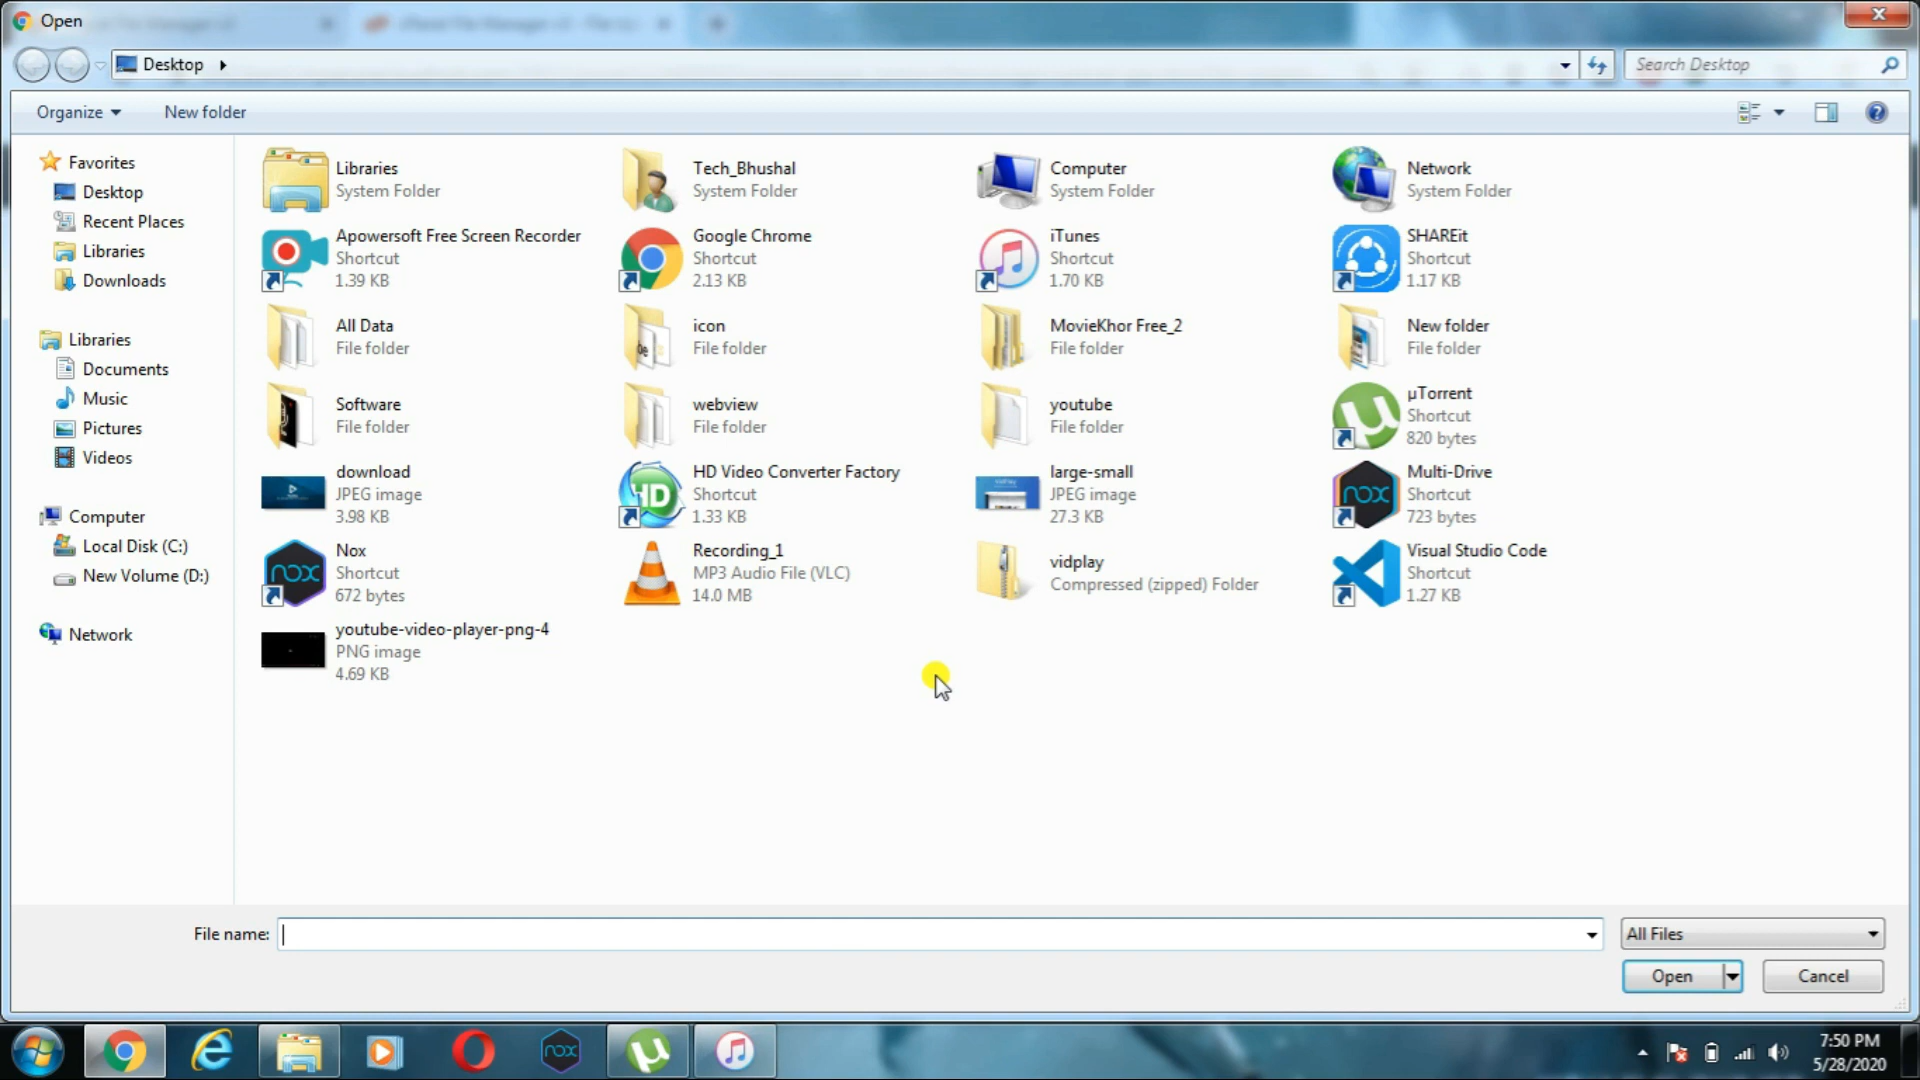 Open
Desktop
Search Desktop
Organize
New folder
Favorites
Desktop
Recent Places
Libraries
Downloads
Libraries
Documents
Music
Pictures
Videos
Computer
Local Disk (C:)
New Volume (D:)
Network
Libraries
System Folder
Tech_Bhushal
System Folder
Computer
System Folder
Network
System Folder
Apowersoft Free Screen Recorder
Shortcut
1.39 KB
Google Chrome
Shortcut
2.13 KB
iTunes
Shortcut
1.70 KB
SHAREit
Shortcut
1.17 KB
All Data
File folder
icon
File folder
MovieKhor Free_2
File folder
New folder
File folder
Software
File folder
webview
File folder
youtube
File folder
µTorrent
Shortcut
820 bytes
download
JPEG image
3.98 KB
HD
HD Video Converter Factory
Shortcut
1.33 KB
large-small
JPEG image
27.3 KB
nox
Multi-Drive
Shortcut
723 bytes
nox
Nox
Shortcut
672 bytes
Recording_1
MP3 Audio File (VLC)
14.0 MB
vidplay
Compressed (zipped) Folder
Visual Studio Code
Shortcut
1.27 KB
youtube-video-player-png-4
PNG image
4.69 KB
File name:
All Files
Open
Cancel
nox
7:50 PM
5/28/2020